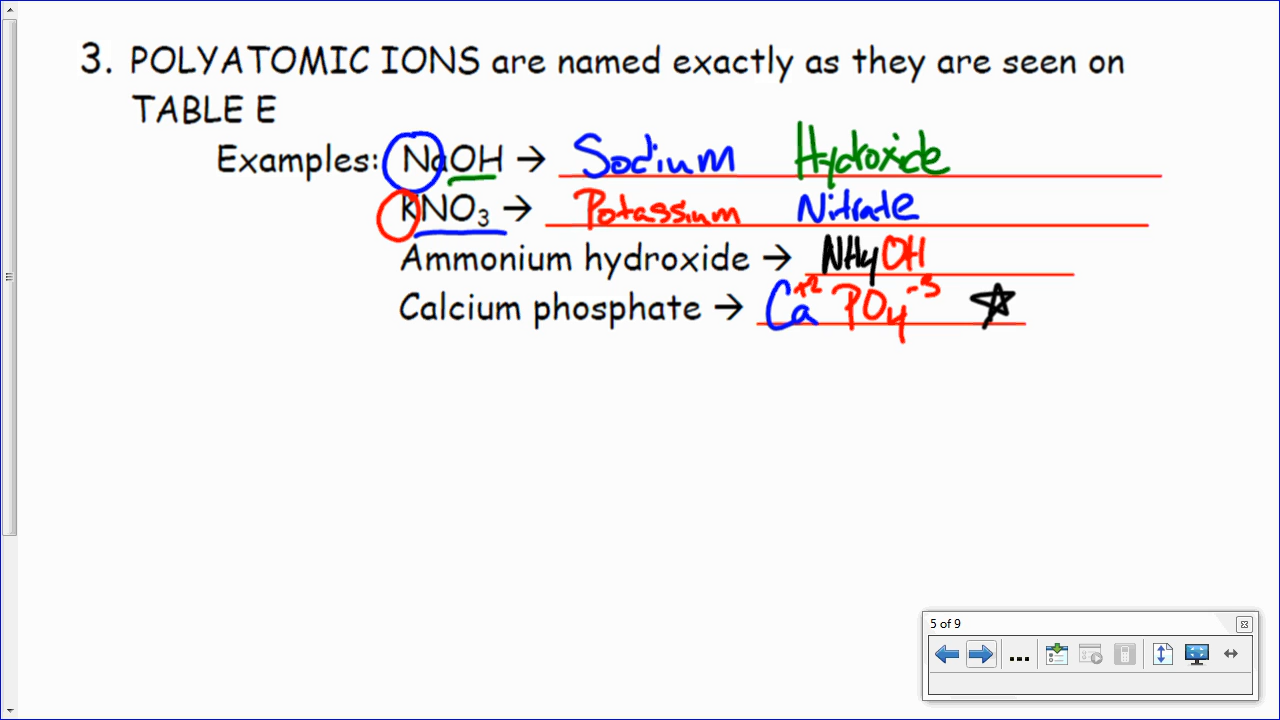 3. POLYATOMIC IONS are named exactly as they are seen on
TABLE E
Examples: NaOH → Sodium Hydroxide
KNO₃ → Potassium Nitrate
Ammonium hydroxide → NH₄OH
Calcium phosphate → Ca⁺² PO₄⁻³ ☆
5 of 9